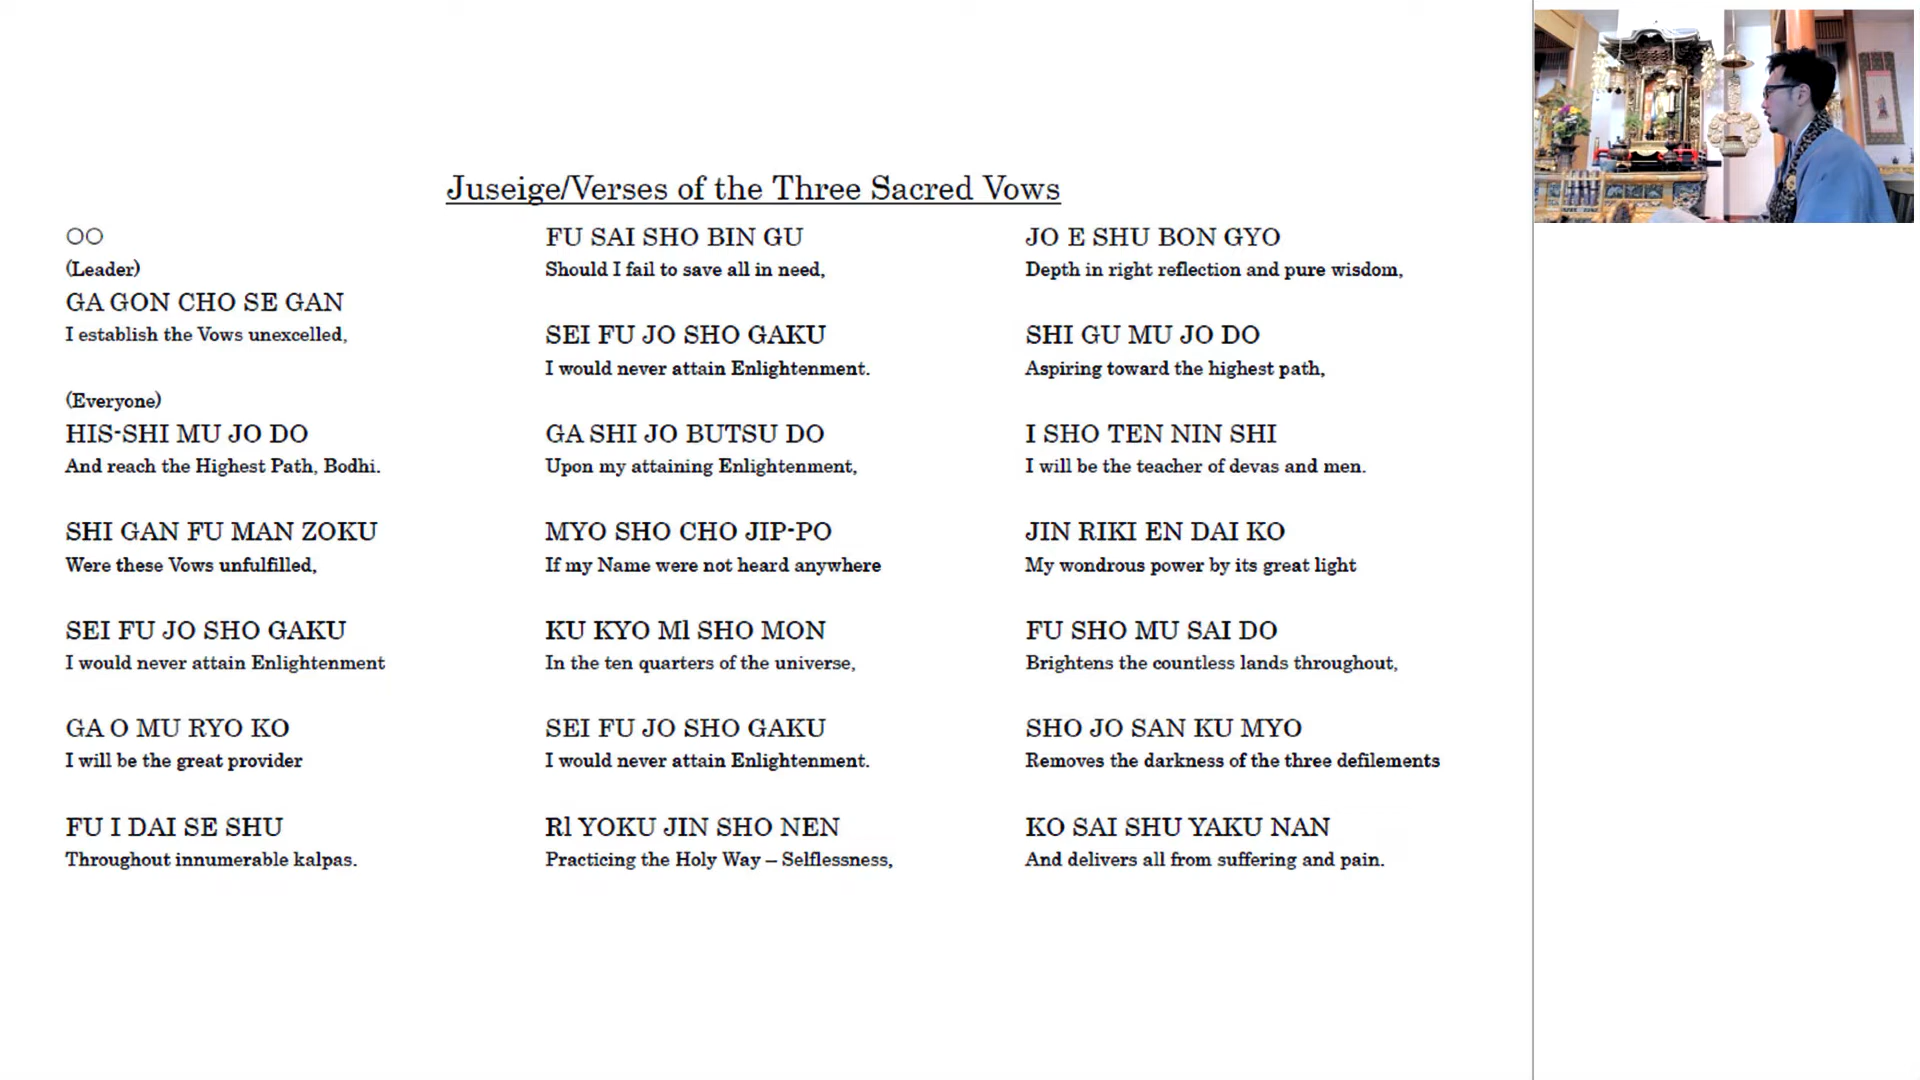 Juseige/Verses of the Three Sacred Vows
○○
(Leader)
GA GON CHO SE GAN
I establish the Vows unexcelled,
(Everyone)
HIS-SHI MU JO DO
And reach the Highest Path, Bodhi.
SHI GAN FU MAN ZOKU
Were these Vows unfulfilled,
SEI FU JO SHO GAKU
I would never attain Enlightenment
GA O MU RYO KO
I will be the great provider
FU I DAI SE SHU
Throughout innumerable kalpas.
FU SAI SHO BIN GU
Should I fail to save all in need,
SEI FU JO SHO GAKU
I would never attain Enlightenment.
GA SHI JO BUTSU DO
Upon my attaining Enlightenment,
MYO SHO CHO JIP-PO
If my Name were not heard anywhere
KU KYO Ml SHO MON
In the ten quarters of the universe,
SEI FU JO SHO GAKU
I would never attain Enlightenment.
Rl YOKU JIN SHO NEN
Practicing the Holy Way – Selflessness,
JO E SHU BON GYO
Depth in right reflection and pure wisdom,
SHI GU MU JO DO
Aspiring toward the highest path,
I SHO TEN NIN SHI
I will be the teacher of devas and men.
JIN RIKI EN DAI KO
My wondrous power by its great light
FU SHO MU SAI DO
Brightens the countless lands throughout,
SHO JO SAN KU MYO
Removes the darkness of the three defilements
KO SAI SHU YAKU NAN
And delivers all from suffering and pain.